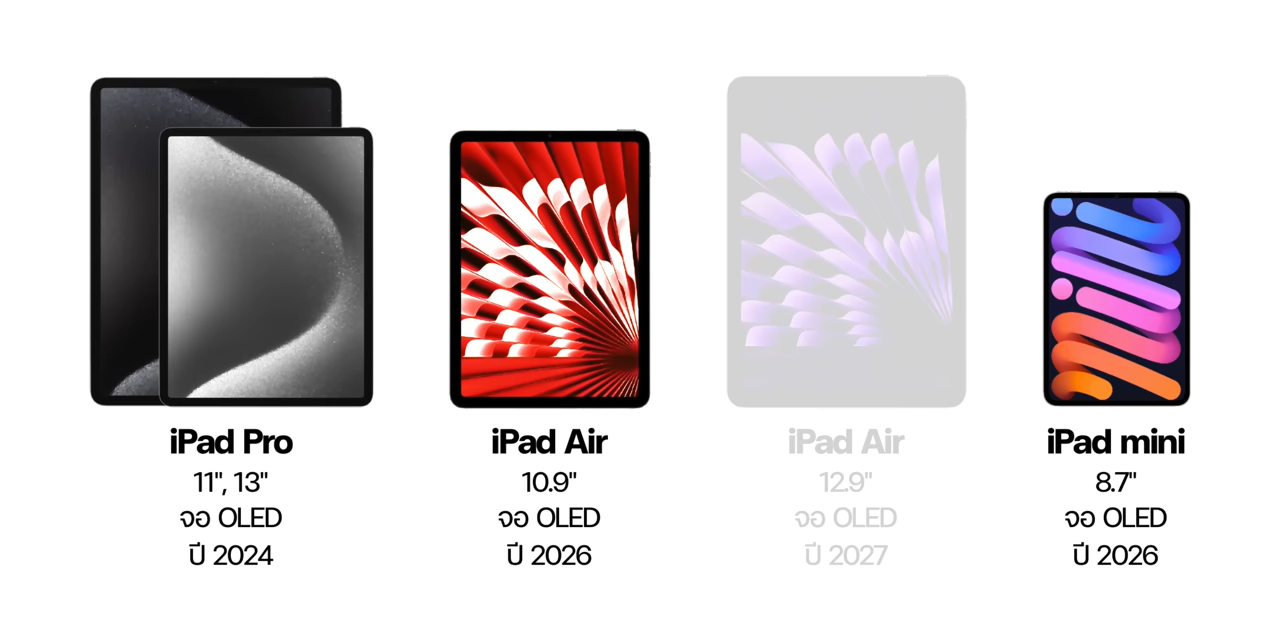 iPad Pro
11", 13"
จอ OLED
ปี 2024
iPad Air
10.9"
จอ OLED
ปี 2026
iPad Air
12.9"
จอ OLED
ปี 2027
iPad mini
8.7"
จอ OLED
ปี 2026